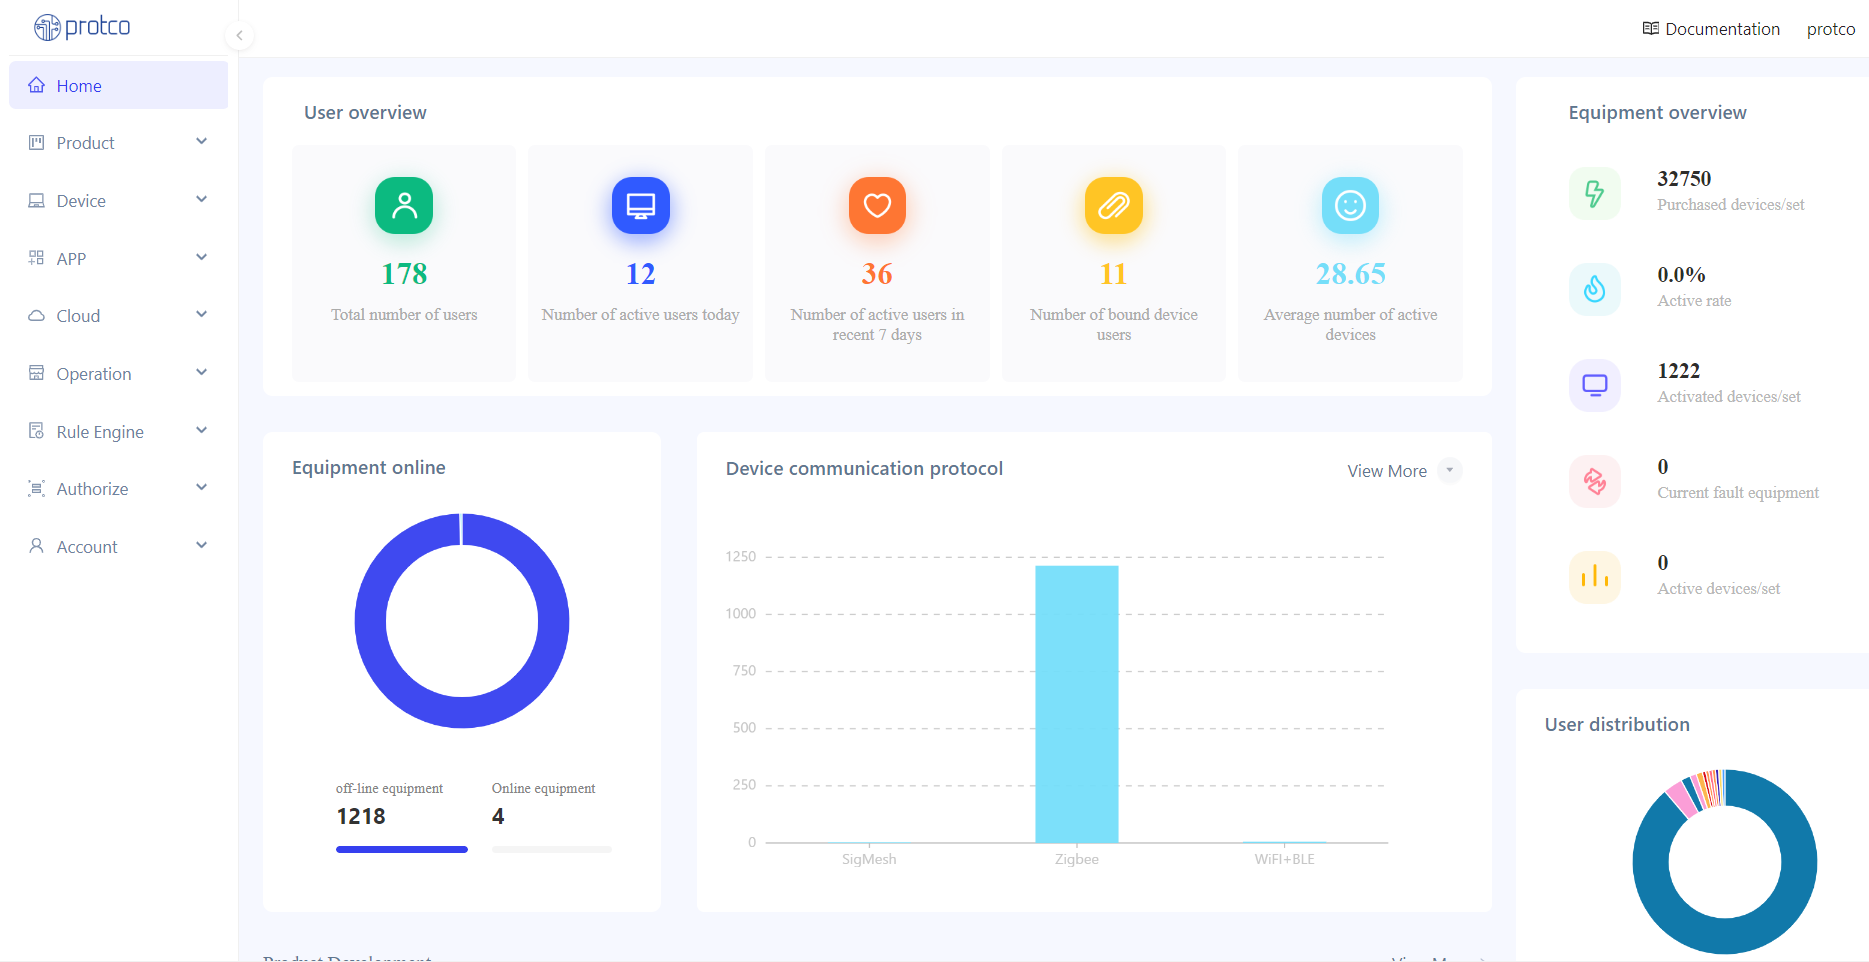 protco
Documentation
protco
Home
Product
Device
APP
Cloud
Operation
Rule Engine
Authorize
Account
User overview
178
Total number of users
12
Number of active users today
36
Number of active users in
recent 7 days
11
Number of bound device
users
28.65
Average number of active
devices
Equipment overview
32750
Purchased devices/set
0.0%
Active rate
1222
Activated devices/set
0
Current fault equipment
0
Active devices/set
Equipment online
off-line equipment
1218
Online equipment
4
Device communication protocol
View More
1250
1000
750
500
250
0
SigMesh
Zigbee
WiFI+BLE
User distribution
Product Development
View More